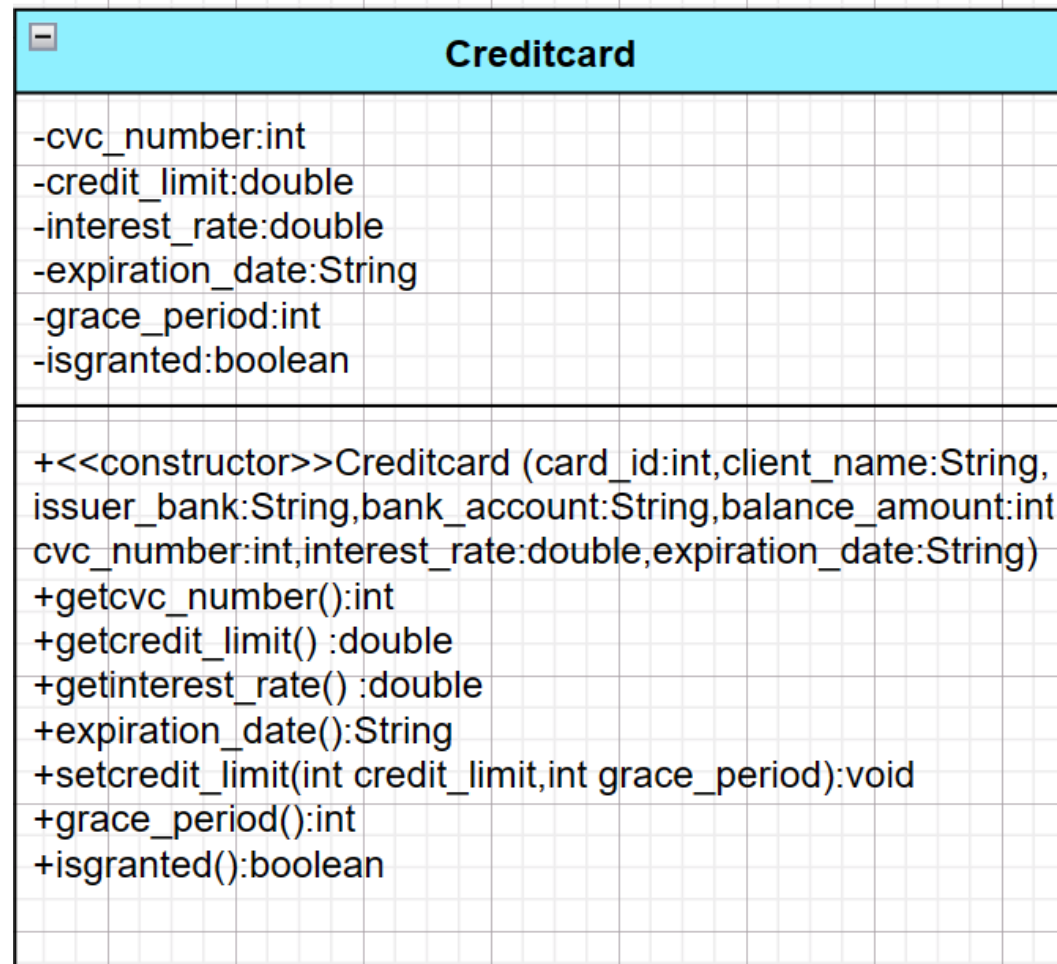 Creditcard
-cvc_number:int
-credit_limit:double
-interest_rate:double
-expiration_date:String
-grace_period:int
-isgranted:boolean
+<<constructor>>Creditcard (card_id:int,client_name:String,
issuer_bank:String,bank_account:String,balance_amount:int
cvc_number:int,interest_rate:double,expiration_date:String)
+getcvc_number():int
+getcredit_limit() :double
+getinterest_rate() :double
+expiration_date():String
+setcredit_limit(int credit_limit,int grace_period):void
+grace_period():int
+isgranted():boolean